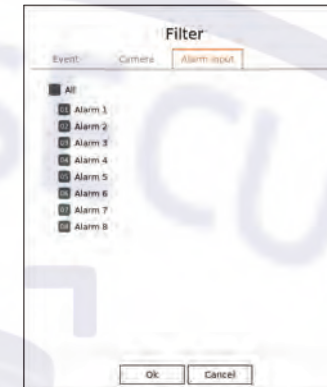 Filter
Event Camera Alarm-input
All
01 Alarm 1
02 Alarm 2
03 Alarm 3
04 Alarm 4
05 Alarm 5
06 Alarm 6
07 Alarm 7
08 Alarm 8
Ok Cancel